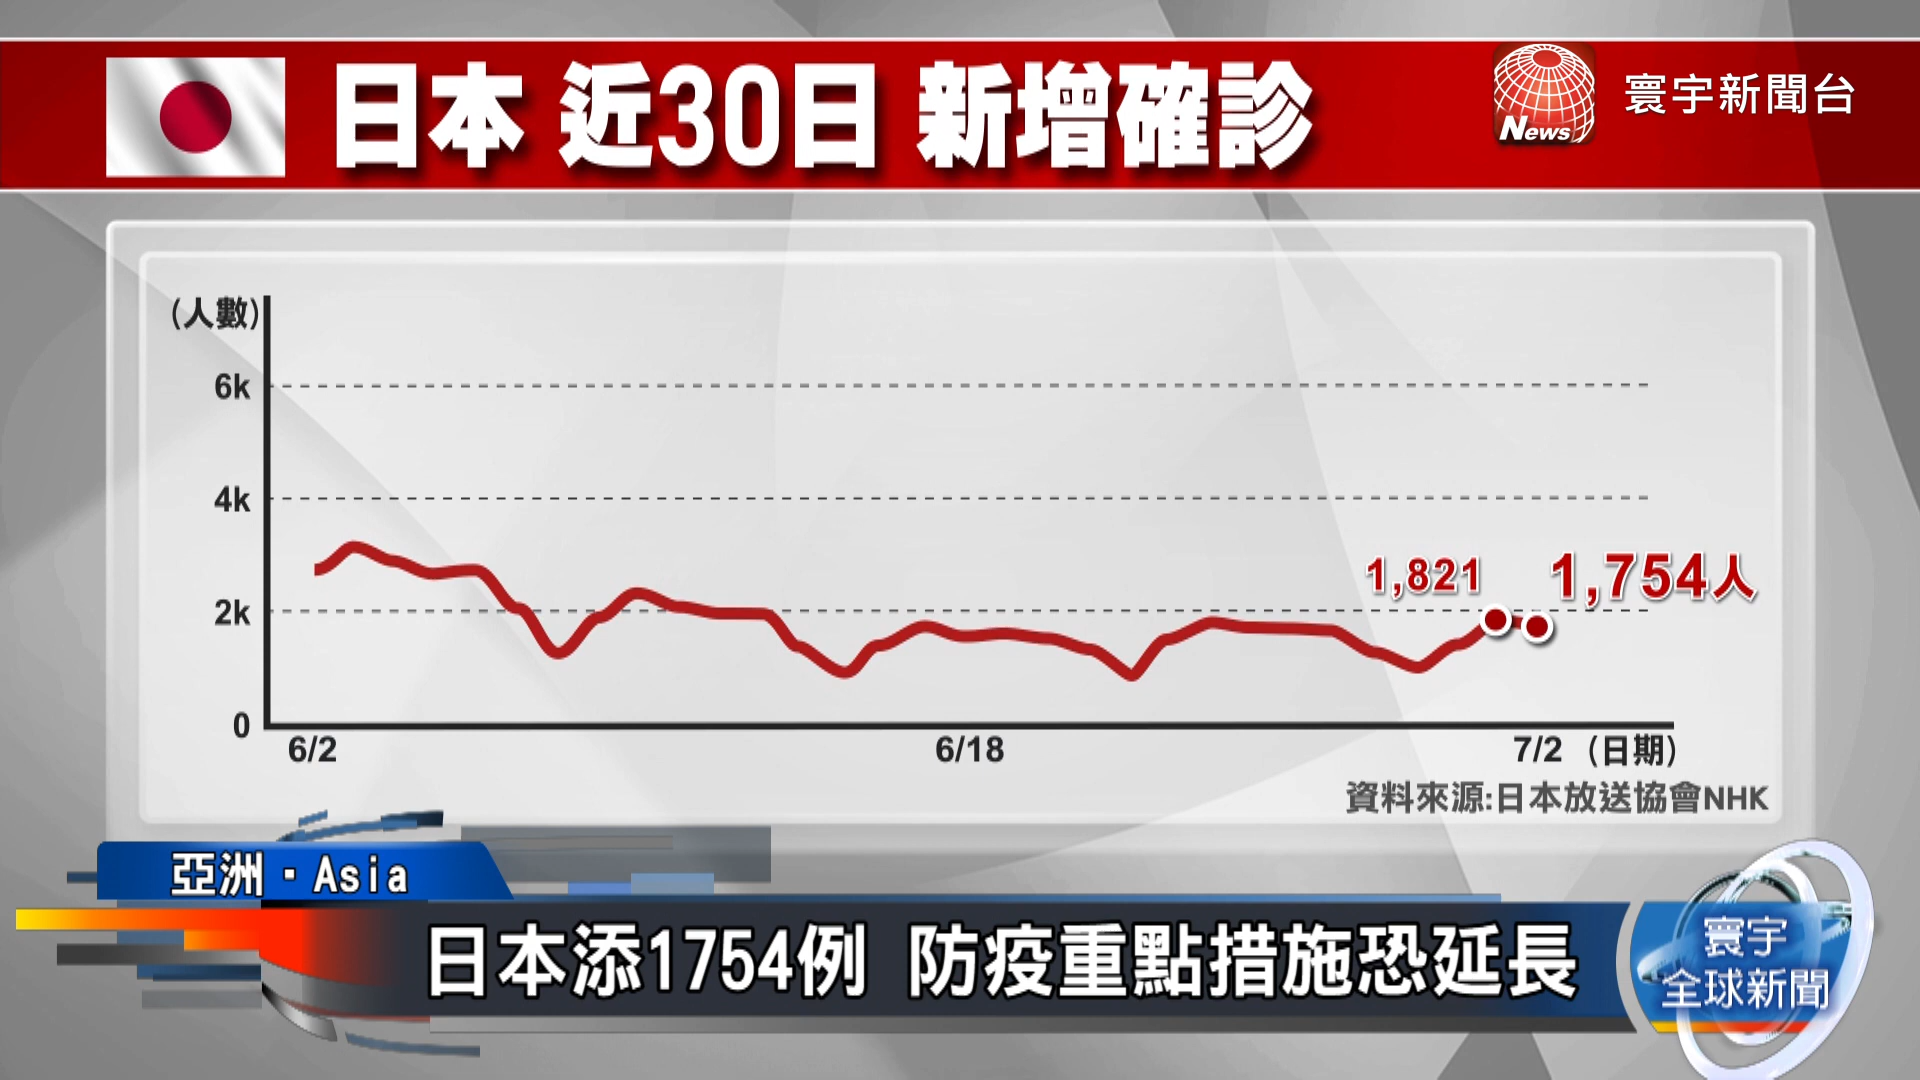 日本 近30日 新增確診
News
寰宇新聞台
(人數)
6k
4k
2k
0
1,821
1,754人
6/2
6/18
7/2
(日期)
資料來源:日本放送協會NHK
亞洲・Asia
日本添1754例 防疫重點措施恐延長
寰宇
全球新聞